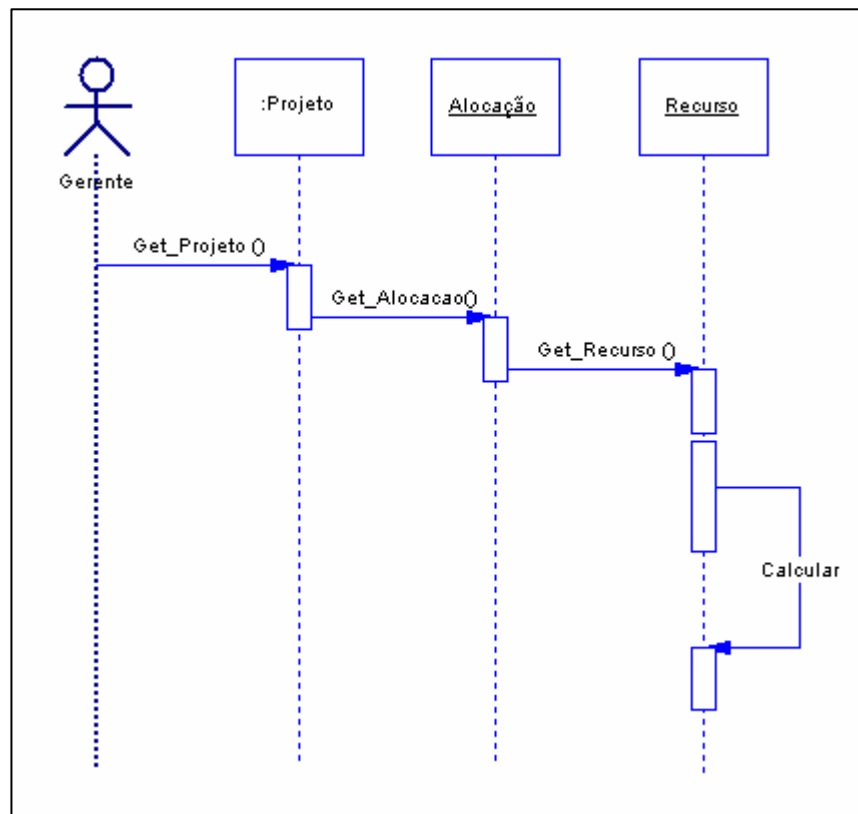 :Projeto
Alocação
Recurso
Gerente
Get_Projeto ()
Get_Alocacao()
Get_Recurso ()
Calcular